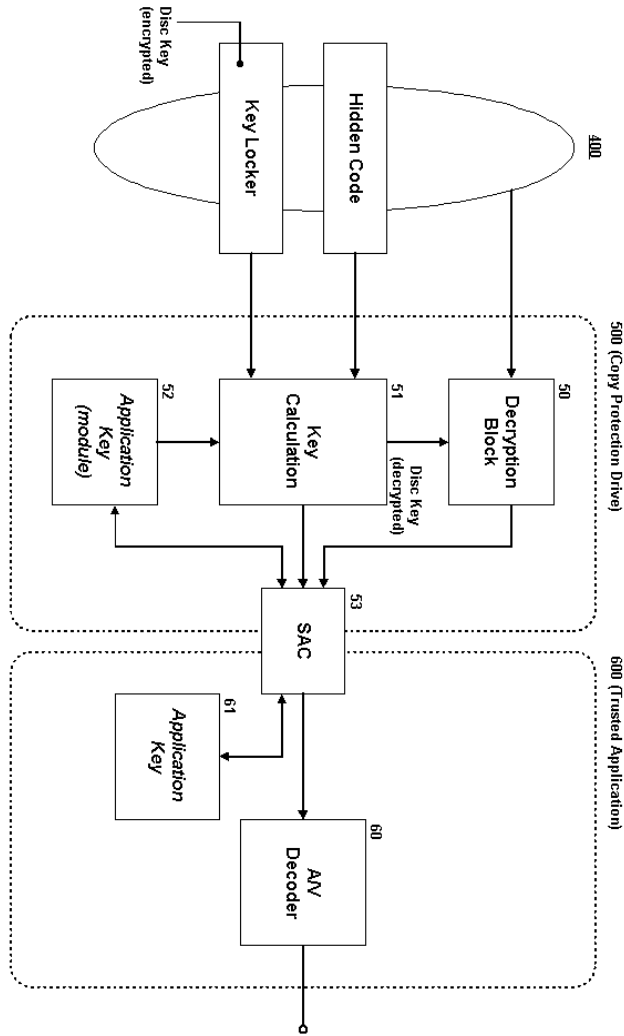 400
Hidden Code
Key Locker
Disc Key
(encrypted)
500 (Copy Protection Drive)
50
Decryption
Block
51
Key
Calculation
Disc Key
(decrypted)
52
Application
Key
(module)
53
SAC
600 (Trusted Application)
61
Application
Key
60
A/V
Decoder